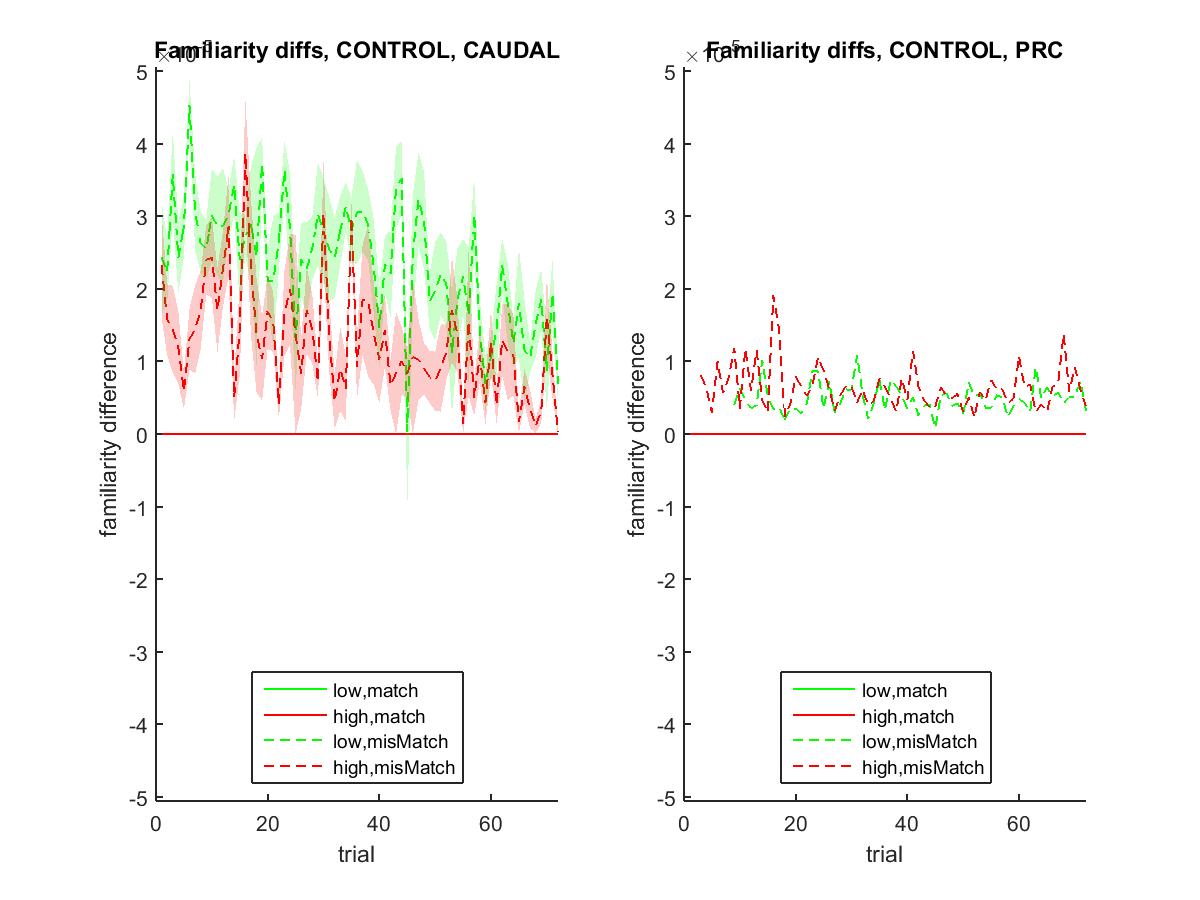 Familiarity diffs, CONTROL, CAUDAL
×10-5
5
4
3
2
1
0
-1
-2
-3
-4
-5
familiarity difference
0
20
40
60
trial
low,match
high,match
low,misMatch
high,misMatch
Familiarity diffs, CONTROL, PRC
×10-5
5
4
3
2
1
0
-1
-2
-3
-4
-5
familiarity difference
0
20
40
60
trial
low,match
high,match
low,misMatch
high,misMatch